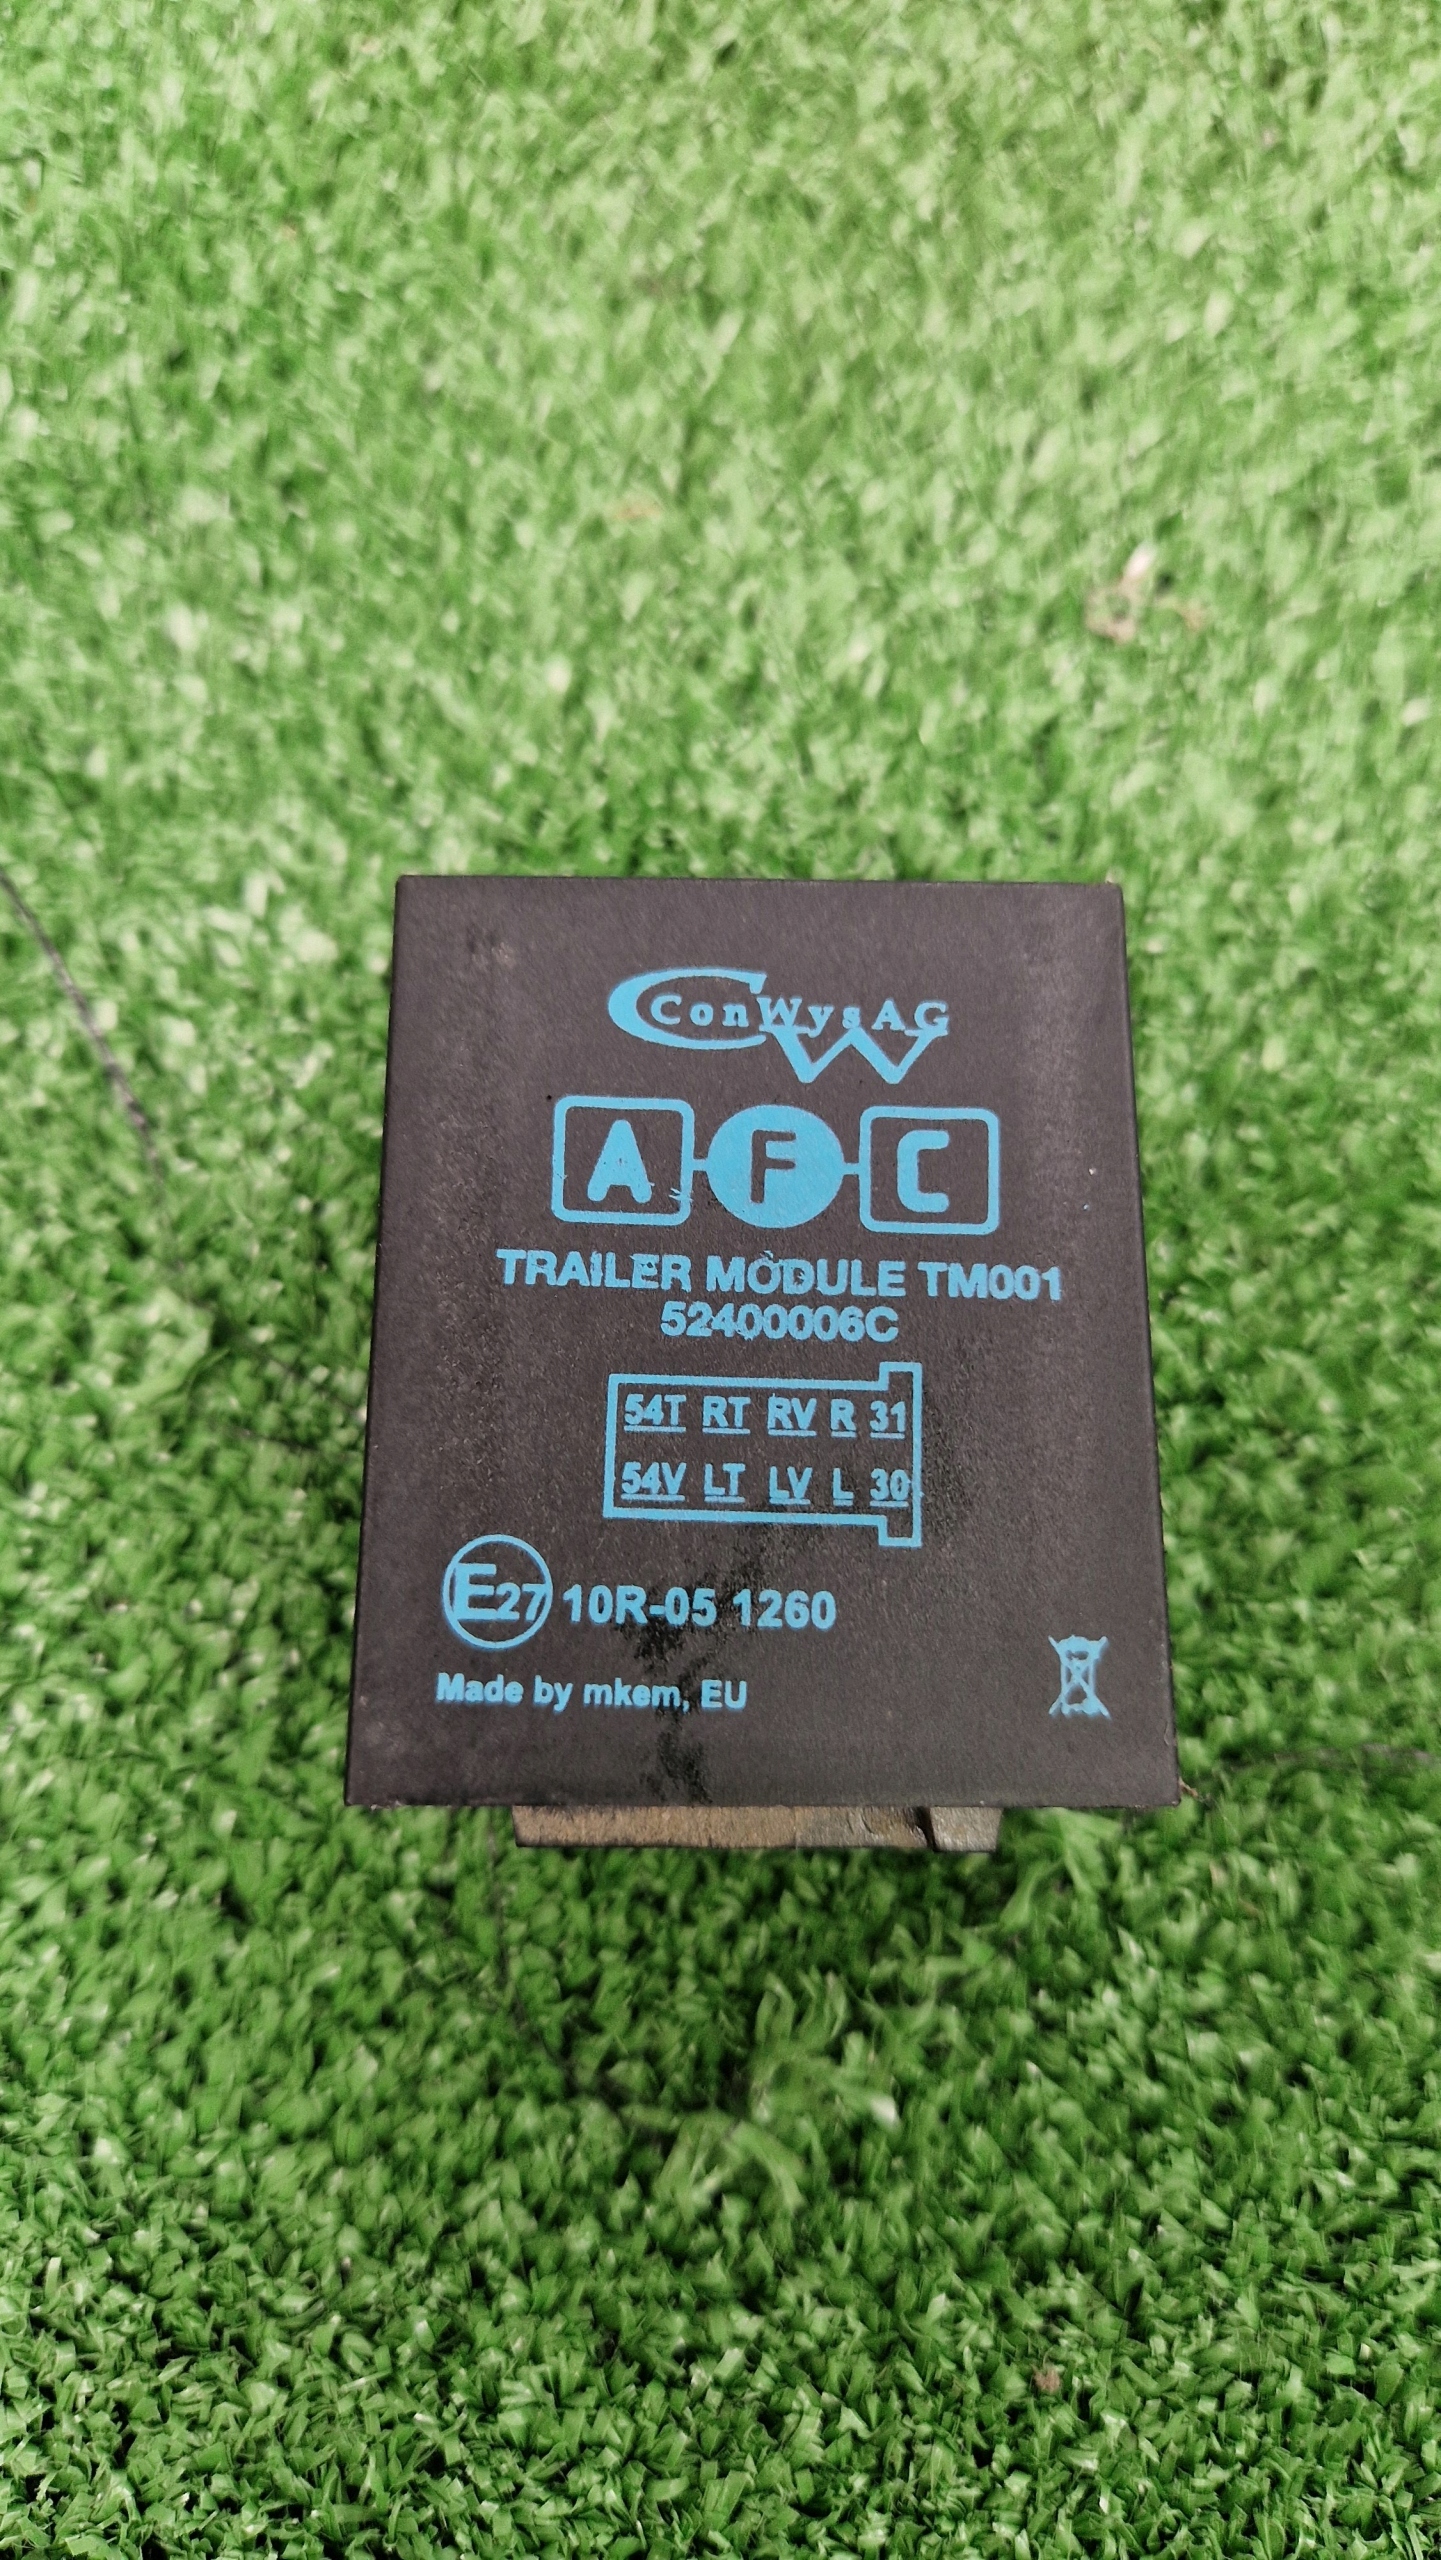 ConWysAG
A F C
TRAILER MODULE TM001
52400006C
54T RT RV R 31
54V LT LV L 30
E27 10R-05 1260
Made by mkem, EU